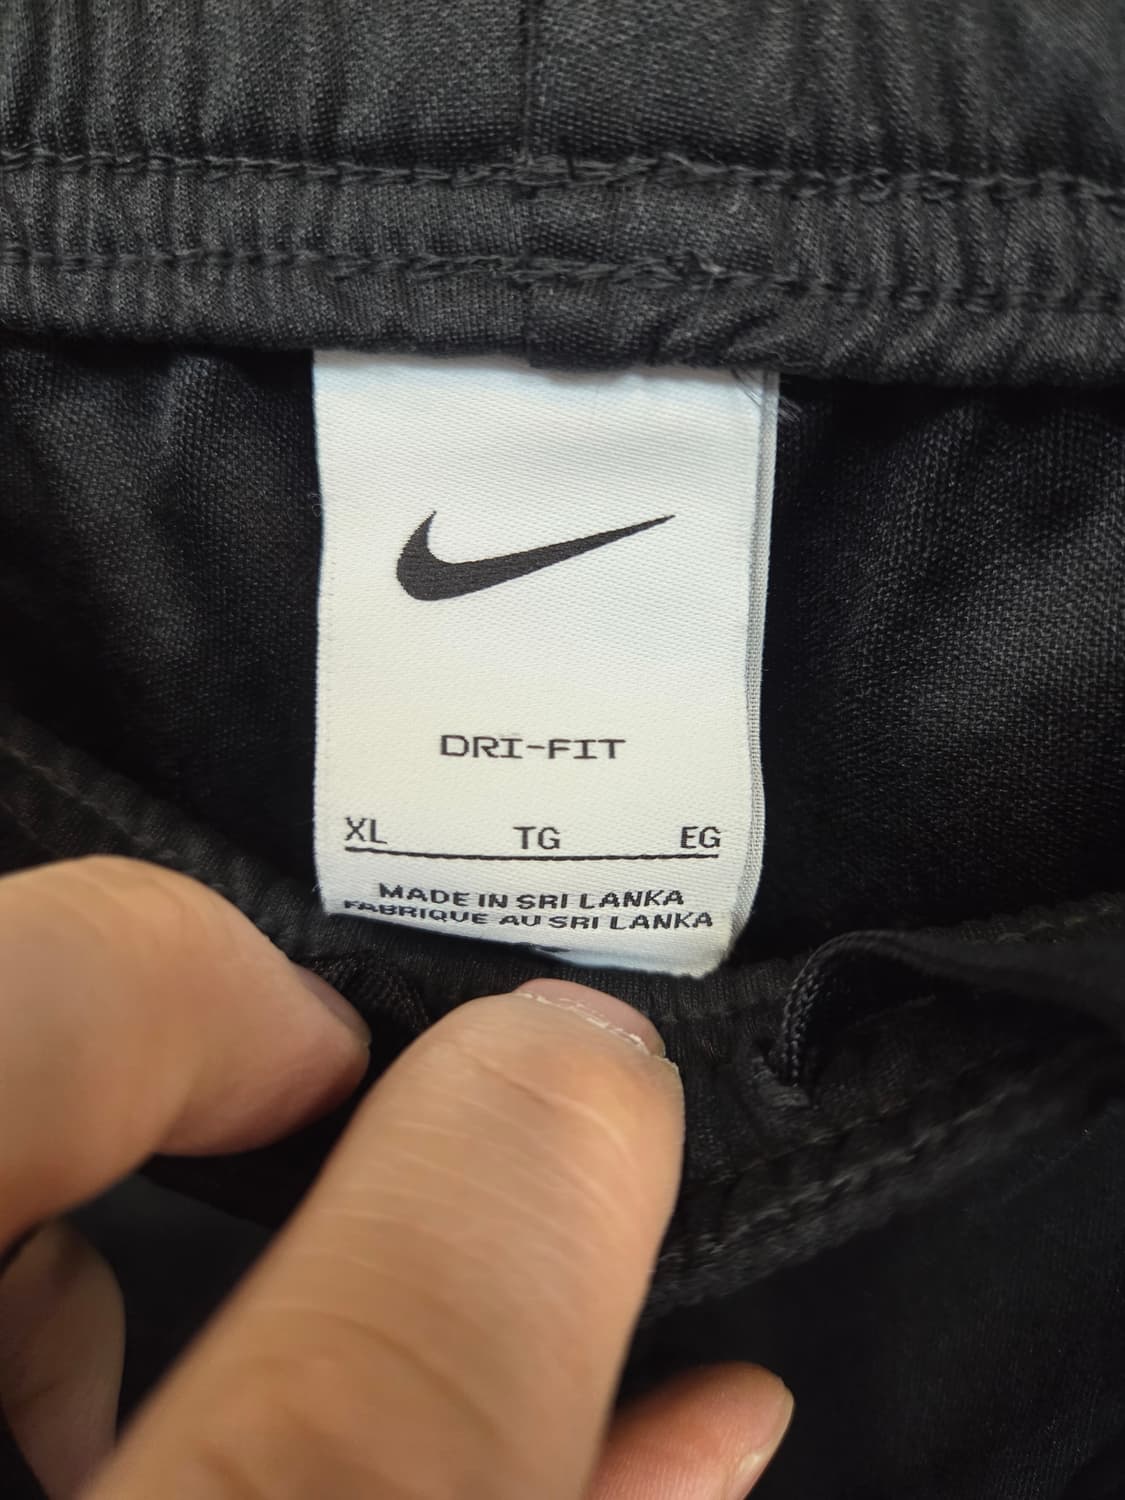 DRI-FIT
XL TG EG
MADE IN SRI LANKA
FABRIQUE AU SRI LANKA